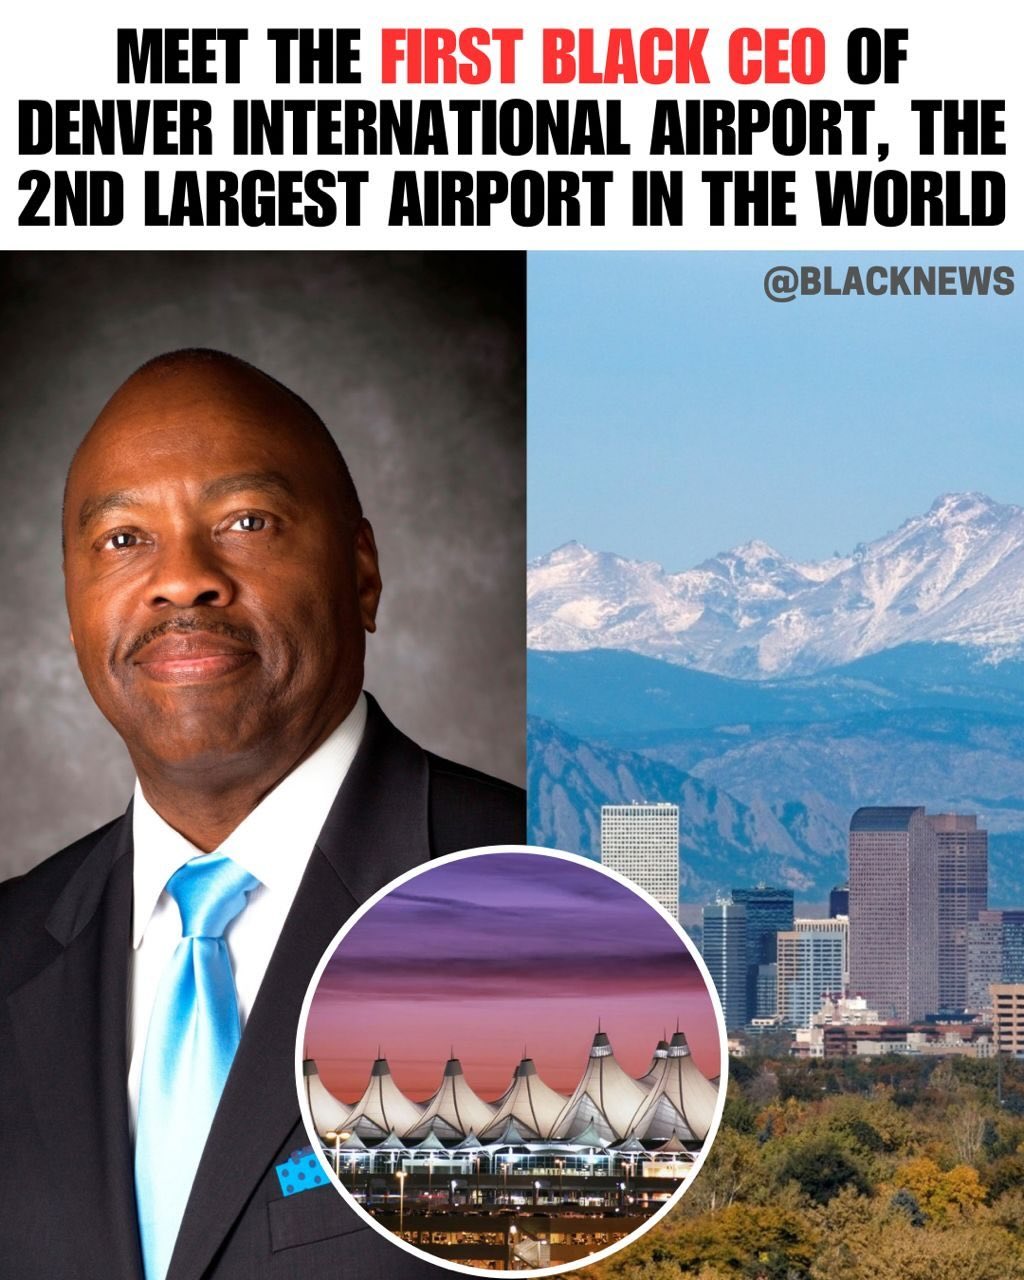 MEET THE FIRST BLACK CEO OF
DENVER INTERNATIONAL AIRPORT, THE
2ND LARGEST AIRPORT IN THE WORLD
@BLACKNEWS